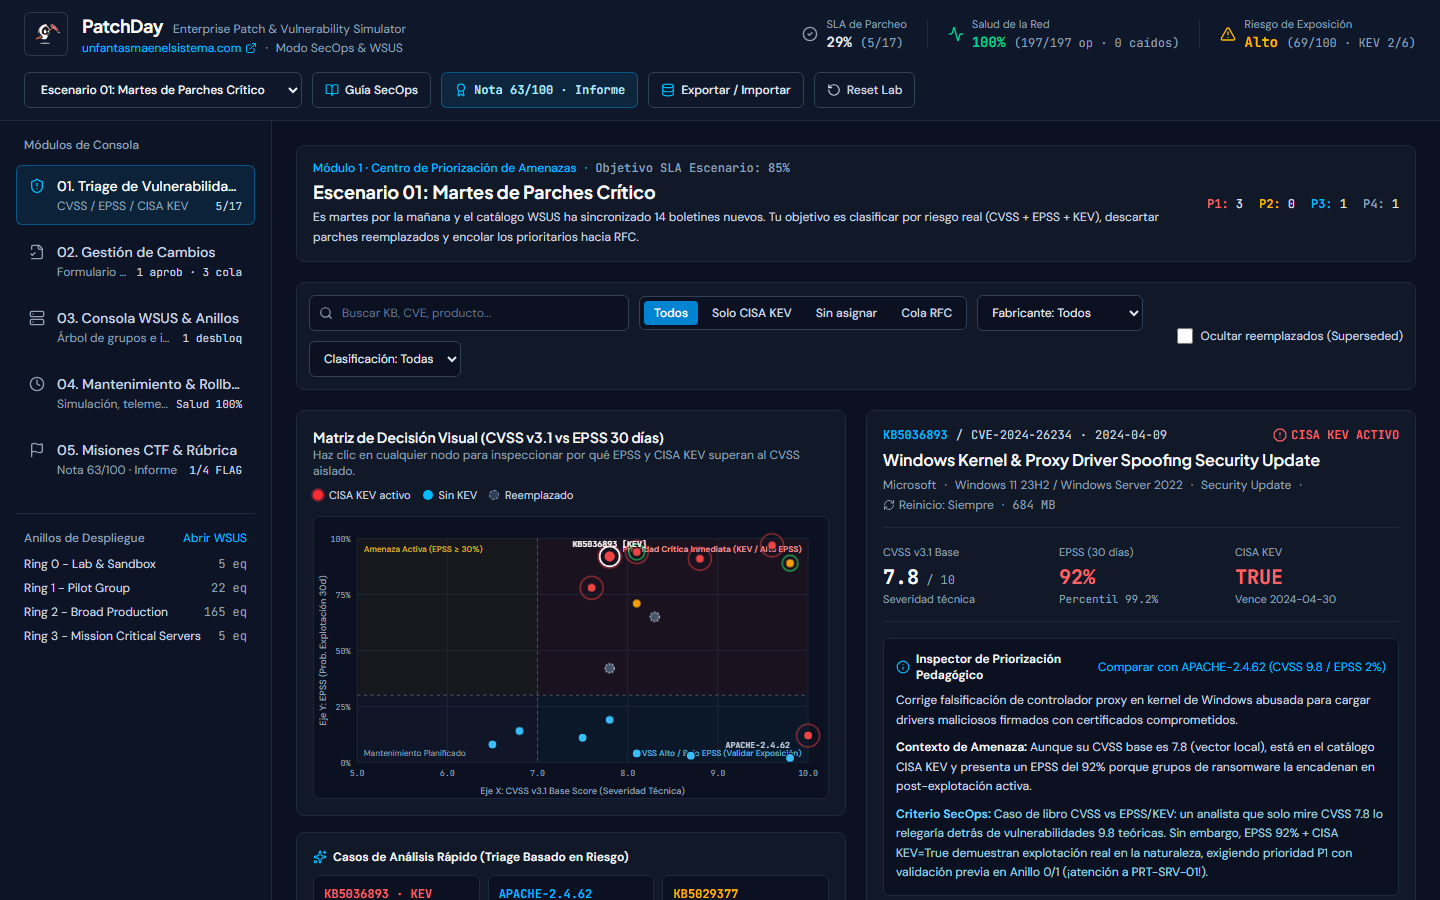 PatchDay Enterprise Patch & Vulnerability Simulator
unfantasmaenelsistema.com · Modo SecOps & WSUS
SLA de Parcheo
29% (5/17)
Salud de la Red
100% (197/197 op · 0 caídos)
Riesgo de Exposición
Alto (69/100 · KEV 2/6)
Escenario 01: Martes de Parches Crítico
Guía SecOps
Nota 63/100 · Informe
Exportar / Importar
Reset Lab
Módulos de Consola
01. Triage de Vulnerabilida...
CVSS / EPSS / CISA KEV 5/17
02. Gestión de Cambios
Formulario ... 1 aprob · 3 cola
03. Consola WSUS & Anillos
Árbol de grupos e i... 1 desbloq
04. Mantenimiento & Rollb...
Simulación, teleme... Salud 100%
05. Misiones CTF & Rúbrica
Nota 63/100 · Informe 1/4 FLAG
Anillos de Despliegue Abrir WSUS
Ring 0 - Lab & Sandbox 5 eq
Ring 1 - Pilot Group 22 eq
Ring 2 - Broad Production 165 eq
Ring 3 - Mission Critical Servers 5 eq
Módulo 1 · Centro de Priorización de Amenazas · Objetivo SLA Escenario: 85%
Escenario 01: Martes de Parches Crítico
Es martes por la mañana y el catálogo WSUS ha sincronizado 14 boletines nuevos. Tu objetivo es clasificar por riesgo real (CVSS + EPSS + KEV), descartar
parches reemplazados y encolar los prioritarios hacia RFC.
P1: 3 P2: 0 P3: 1 P4: 1
Buscar KB, CVE, producto...
Todos Solo CISA KEV Sin asignar Cola RFC
Fabricante: Todos
Clasificación: Todas
Ocultar reemplazados (Superseded)
Matriz de Decisión Visual (CVSS v3.1 vs EPSS 30 días)
Haz clic en cualquier nodo para inspeccionar por qué EPSS y CISA KEV superan al CVSS
aislado.
CISA KEV activo Sin KEV Reemplazado
KB5036893 [KEV]
Amenaza Activa (EPSS ≥ 30%)
Crítica Inmediata (KEV / EPSS)
100%
75%
50%
25%
0%
Mantenimiento Planificado
APACHE-2.4.62
EPSS (Validar Exposición)
5.0 6.0 7.0 8.0 9.0 10.0
Eje X: CVSS v3.1 Base Score (Severidad Técnica)
Eje Y: EPSS (Prob. Explotación 30d)
Casos de Análisis Rápido (Triage Basado en Riesgo)
KB5036893 · KEV
APACHE-2.4.62
KB5029377
KB5036893 / CVE-2024-26234 · 2024-04-09
CISA KEV ACTIVO
Windows Kernel & Proxy Driver Spoofing Security Update
Microsoft · Windows 11 23H2 / Windows Server 2022 · Security Update ·
Reinicio: Siempre · 684 MB
CVSS v3.1 Base
7.8 / 10
Severidad técnica
EPSS (30 días)
92%
Percentil 99.2%
CISA KEV
TRUE
Vence 2024-04-30
Inspector de Priorización
Pedagógico
Comparar con APACHE-2.4.62 (CVSS 9.8 / EPSS 2%)
Corrige falsificación de controlador proxy en kernel de Windows abusada para cargar
drivers maliciosos firmados con certificados comprometidos.
Contexto de Amenaza: Aunque su CVSS base es 7.8 (vector local), está en el catálogo
CISA KEV y presenta un EPSS del 92% porque grupos de ransomware la encadenan en
post-explotación activa.
Criterio SecOps: Caso de libro CVSS vs EPSS/KEV: un analista que solo mire CVSS 7.8 lo
relegaría detrás de vulnerabilidades 9.8 teóricas. Sin embargo, EPSS 92% + CISA
KEV=True demuestran explotación real en la naturaleza, exigiendo prioridad P1 con
validación previa en Anillo 0/1 (¡atención a PRT-SRV-01!).